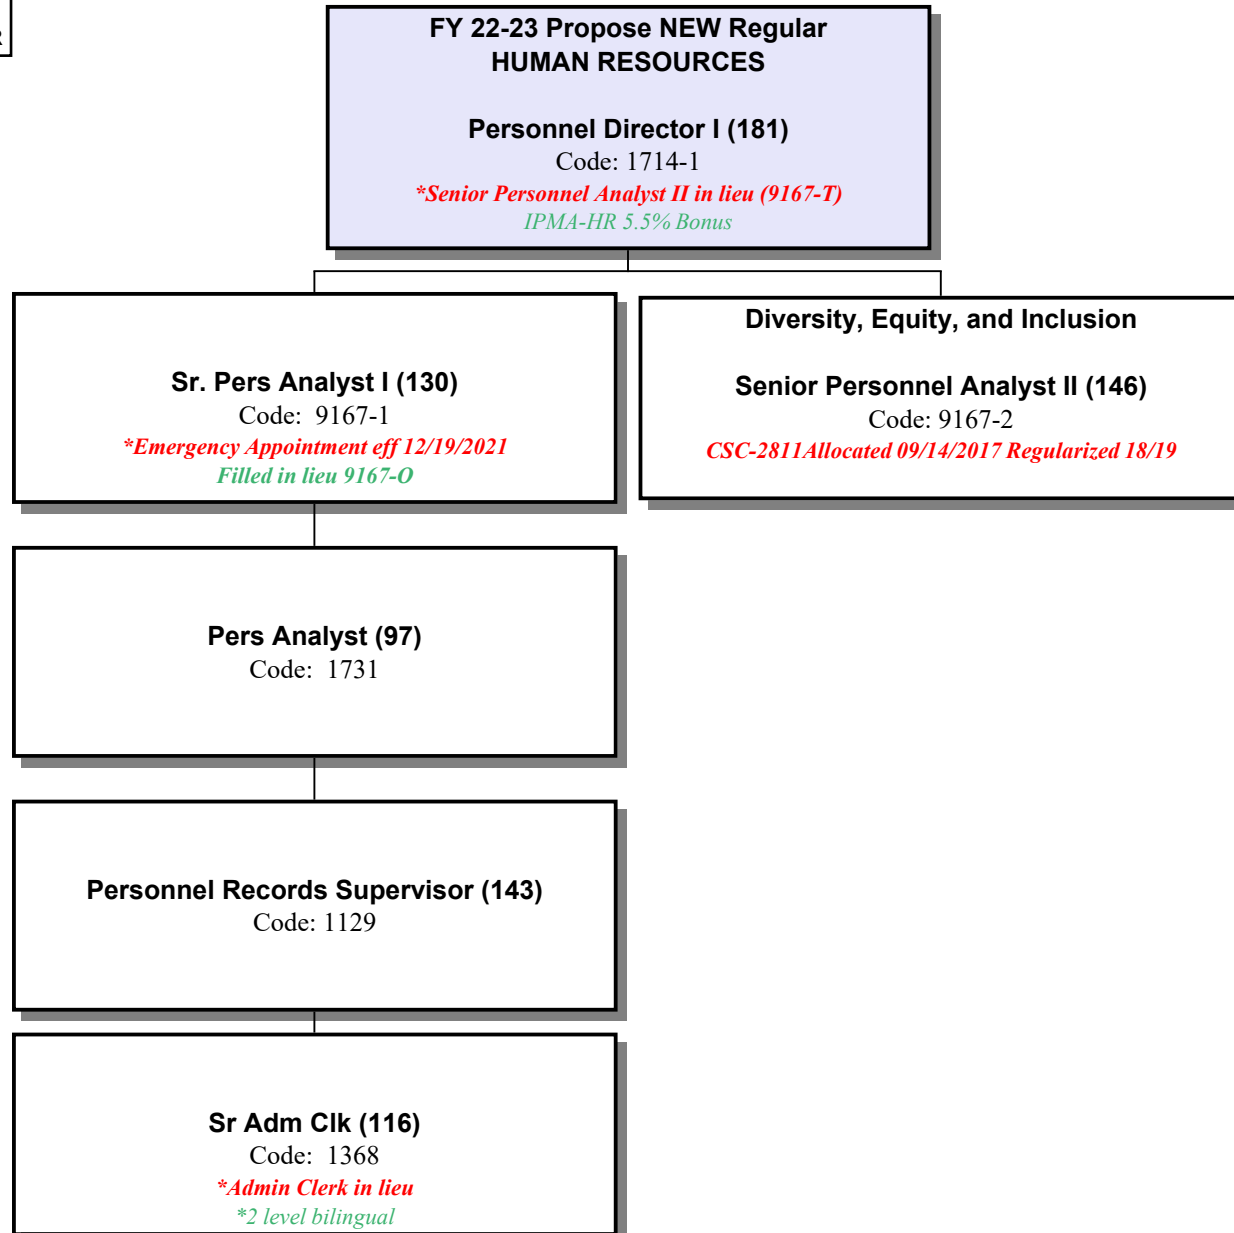 R
FY 22-23 Propose NEW Regular
HUMAN RESOURCES
Personnel Director I (181)
Code: 1714-1
*Senior Personnel Analyst II in lieu (9167-T)
IPMA-HR 5.5% Bonus
Sr. Pers Analyst I (130)
Code: 9167-1
*Emergency Appointment eff 12/19/2021
Filled in lieu 9167-O
Diversity, Equity, and Inclusion
Senior Personnel Analyst II (146)
Code: 9167-2
CSC-2811Allocated 09/14/2017 Regularized 18/19
Pers Analyst (97)
Code: 1731
Personnel Records Supervisor (143)
Code: 1129
Sr Adm Clk (116)
Code: 1368
*Admin Clerk in lieu
*2 level bilingual